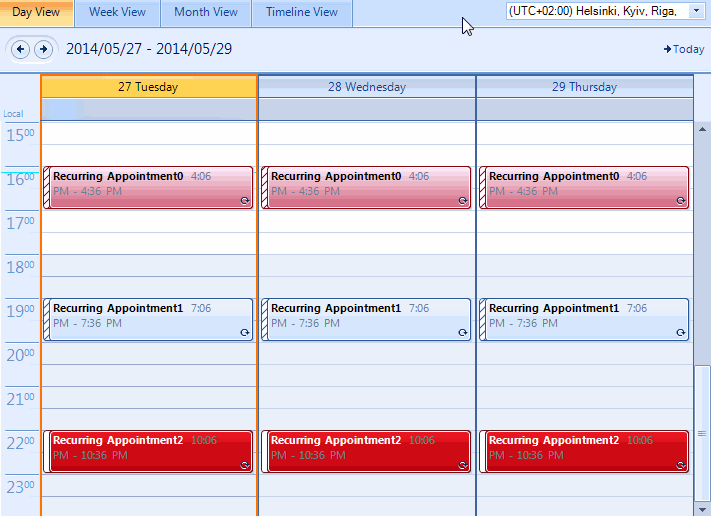 Day View Week View Month View Timeline View (UTC+02:00) Helsinki, Kyiv, Riga,
2014/05/27 - 2014/05/29 Today
27 Tuesday 28 Wednesday 29 Thursday
Local
15 00
16 00
Recurring Appointment0 4:06 PM - 4:36 PM
Recurring Appointment0 4:06 PM - 4:36 PM
Recurring Appointment0 4:06 PM - 4:36 PM
17 00
18 00
19 00
Recurring Appointment1 7:06 PM - 7:36 PM
Recurring Appointment1 7:06 PM - 7:36 PM
Recurring Appointment1 7:06 PM - 7:36 PM
20 00
21 00
22 00
Recurring Appointment2 10:06 PM - 10:36 PM
Recurring Appointment2 10:06 PM - 10:36 PM
Recurring Appointment2 10:06 PM - 10:36 PM
23 00